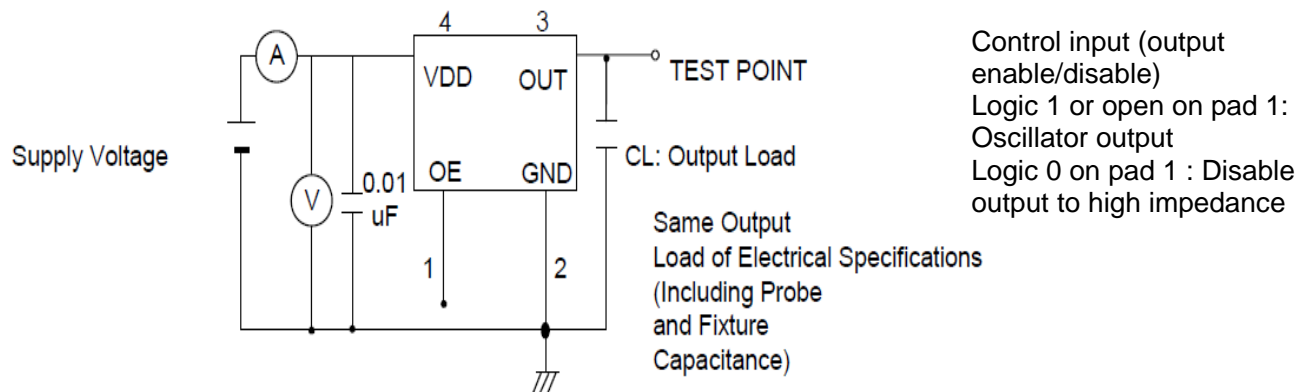 4
3
A
VDD
OUT
TEST POINT
Supply Voltage
V
0.01
uF
OE
GND
CL: Output Load
1
2
Same Output
Load of Electrical Specifications
(Including Probe
and Fixture
Capacitance)
Control input (output
enable/disable)
Logic 1 or open on pad 1:
Oscillator output
Logic 0 on pad 1 : Disable
output to high impedance